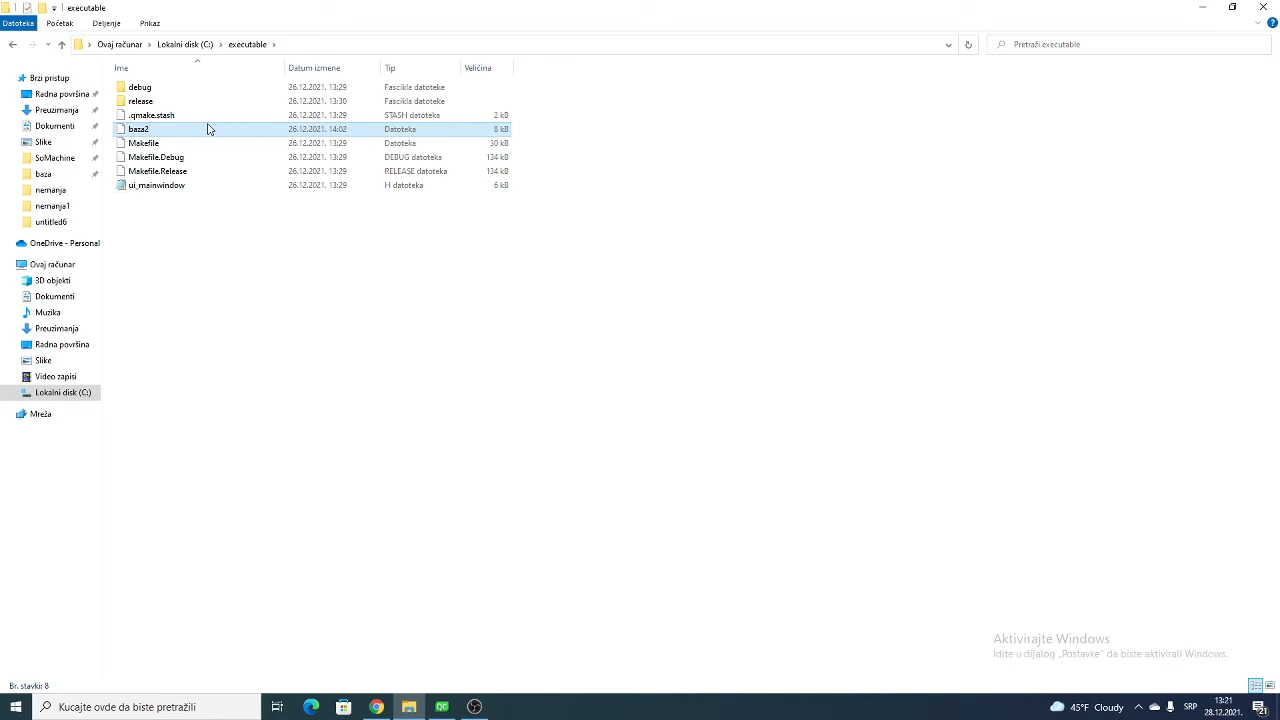 executable
Datoteka Početak Deljenje Prikaz
Ovaj računar Lokalni disk (C:) executable
Pretraži executable
Ime Datum izmene Tip Veličina
debug 26.12.2021. 13:29 Fascikla datoteke
release 26.12.2021. 13:30 Fascikla datoteke
.qmake.stash 26.12.2021. 13:29 STASH datoteka 2 kB
baza2 26.12.2021. 14:02 Datoteka 8 kB
Makefile 26.12.2021. 13:29 Datoteka 30 kB
Makefile.Debug 26.12.2021. 13:29 DEBUG datoteka 134 kB
Makefile.Release 26.12.2021. 13:29 RELEASE datoteka 134 kB
ui_mainwindow 26.12.2021. 13:29 H datoteka 6 kB
Brzi pristup
Radna površina
Preuzimanja
Dokumenti
Slike
SoMachine
baza
nemanja
nemanja1
untitled6
OneDrive - Personal
Ovaj računar
3D objekti
Dokumenti
Muzika
Preuzimanja
Radna površina
Slike
Video zapisi
Lokalni disk (C:)
Mreža
Aktivirajte Windows
Idite u dijalog „Postavke“ da biste aktivirali Windows.
Br. stavki: 8
Kucajte ovde da biste pretražili
QC
45°F Cloudy
SRP
13:21
28.12.2021.